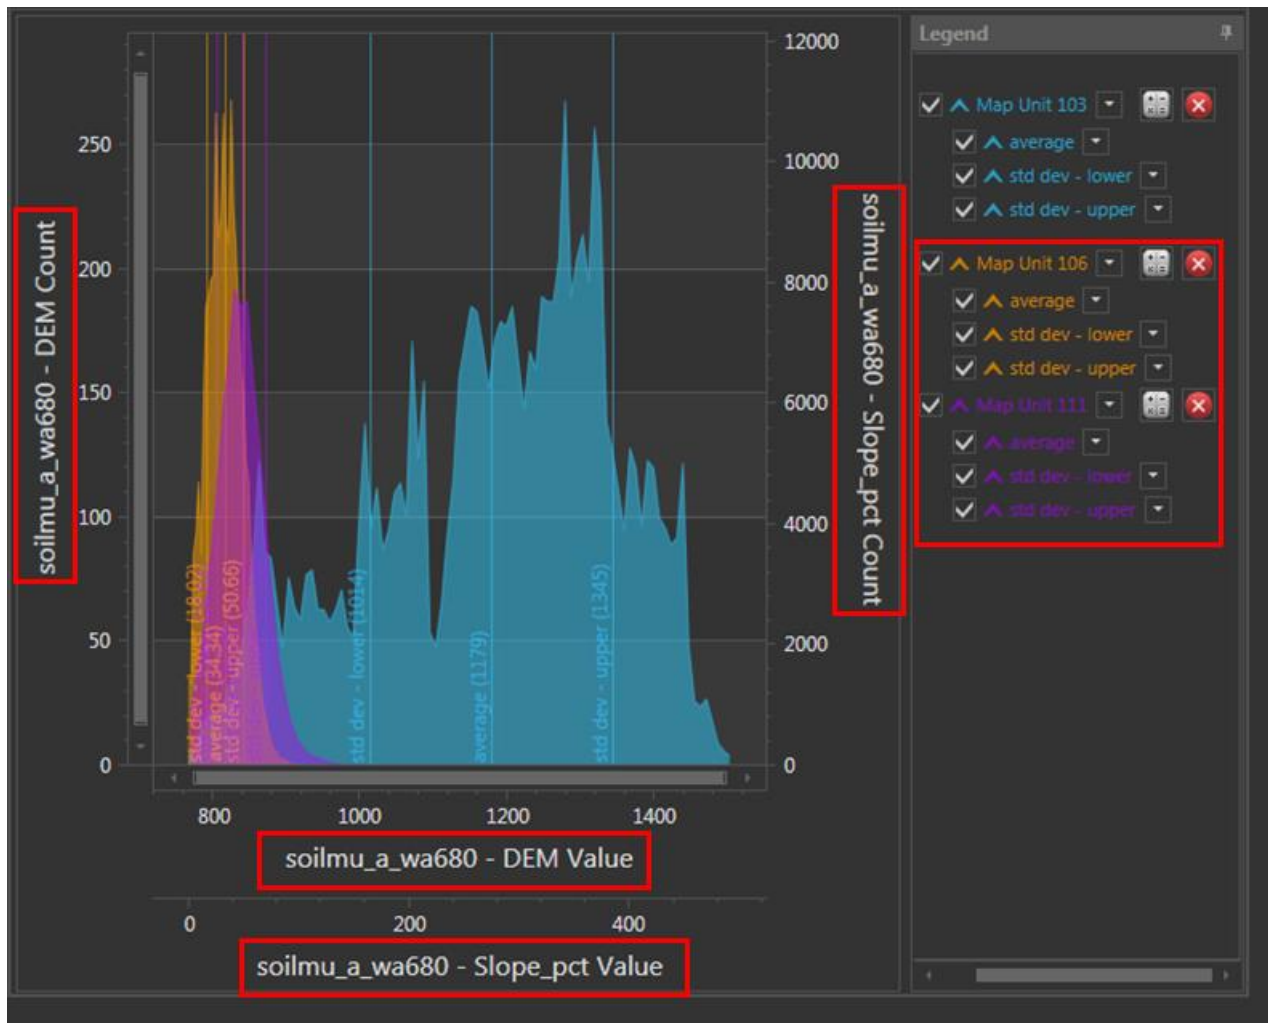 Legend
Map Unit 103
average
std dev - lower
std dev - upper
Map Unit 106
average
std dev - lower
std dev - upper
Map Unit 111
average
std dev - lower
std dev - upper
soilmu_a_wa680 - DEM Count
250
200
150
100
50
0
std dev - lower (18.02)
average (34.34)
std dev - upper (50.66)
std dev - lower (1014)
average (1179)
std dev - upper (1345)
12000
10000
8000
6000
4000
2000
0
soilmu_a_wa680 - Slope_pct Count
800 1000 1200 1400
soilmu_a_wa680 - DEM Value
0 200 400
soilmu_a_wa680 - Slope_pct Value